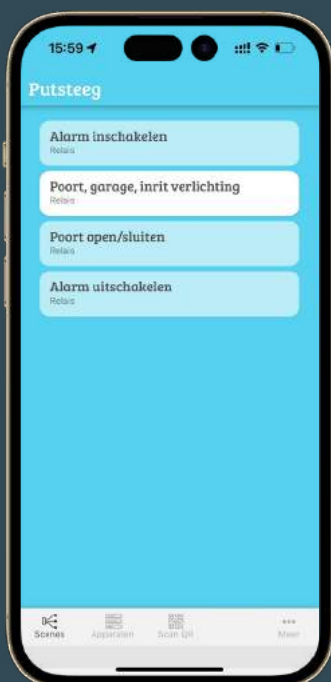 15:59
Putsteeg
Alarm inschakelen
Relais
Poort, garage, inrit verlichting
Relais
Poort open/sluiten
Relais
Alarm uitschakelen
Relais
Scenes Apparaten Scan QR Meer